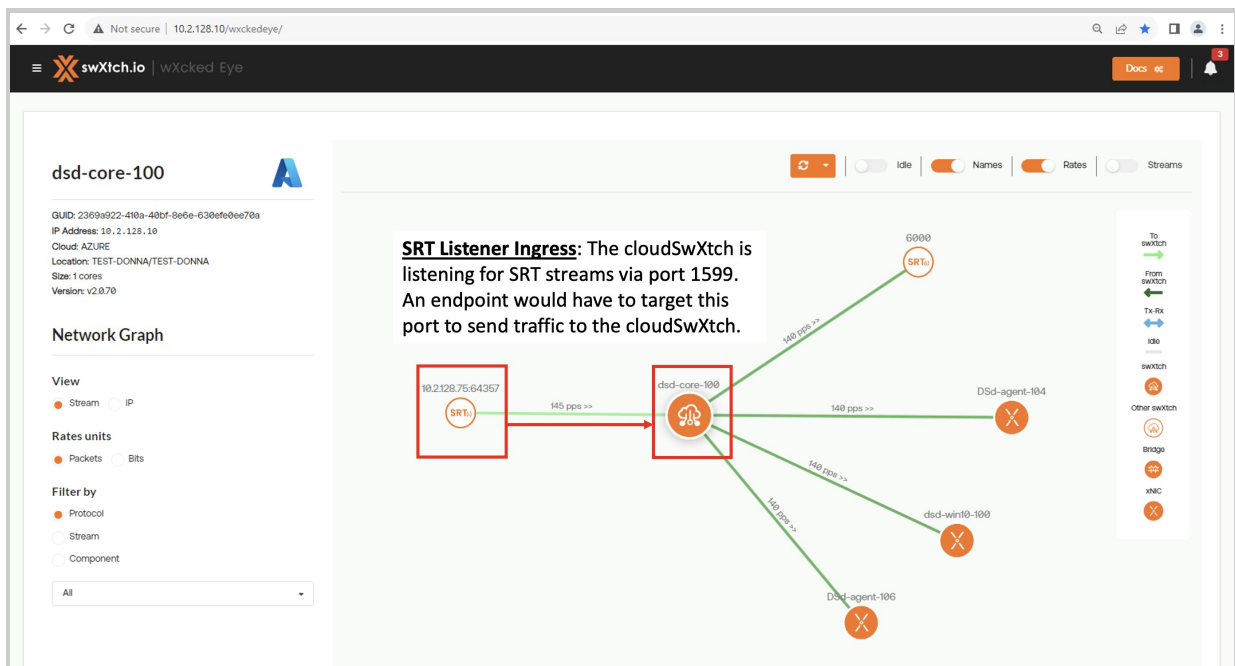 Not secure | 10.2.128.10/wxckedeye/
swXtch.io | wXcked Eye
Docs
3
dsd-core-100
GUID: 2369a922-410a-40bf-8e6e-630efe0ee70a
IP Address: 10.2.128.10
Cloud: AZURE
Location: TEST-DONNA/TEST-DONNA
Size: 1 cores
Version: v2.0.70
Network Graph
View
Stream
IP
Rates units
Packets
Bits
Filter by
Protocol
Stream
Component
All
Idle
Names
Rates
Streams
SRT Listener Ingress: The cloudSwXtch is
listening for SRT streams via port 1599.
An endpoint would have to target this
port to send traffic to the cloudSwXtch.
6000
SRT(L)
140 pps >>
10.2.128.75:64357
SRT(L)
145 pps >>
dsd-core-100
140 pps >>
DSd-agent-104
140 pps >>
dsd-win10-100
140 pps >>
DSd-agent-106
To
swXtch
From
swXtch
Tx-Rx
Idle
swXtch
Other swXtch
Bridge
xNIC